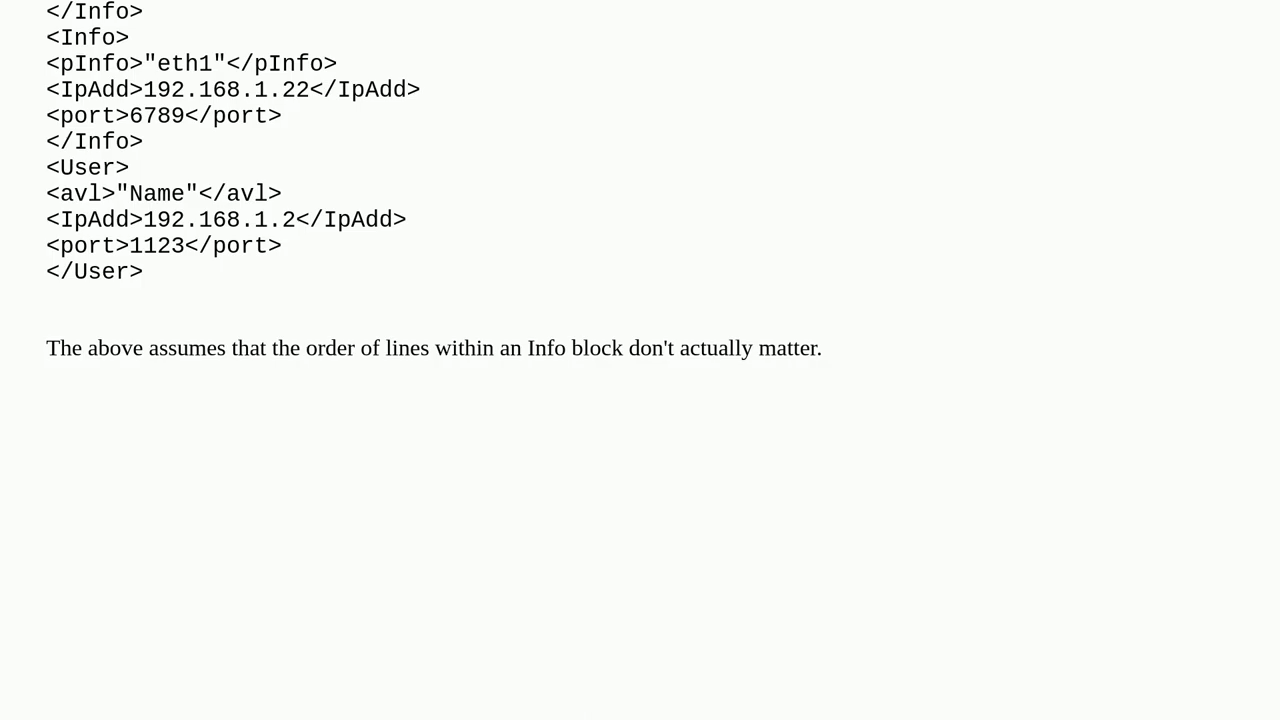 </Info>
<Info>
<pInfo>"eth1"</pInfo>
<IpAdd>192.168.1.22</IpAdd>
<port>6789</port>
</Info>
<User>
<avl>"Name"</avl>
<IpAdd>192.168.1.2</IpAdd>
<port>1123</port>
</User>
The above assumes that the order of lines within an Info block don't actually matter.